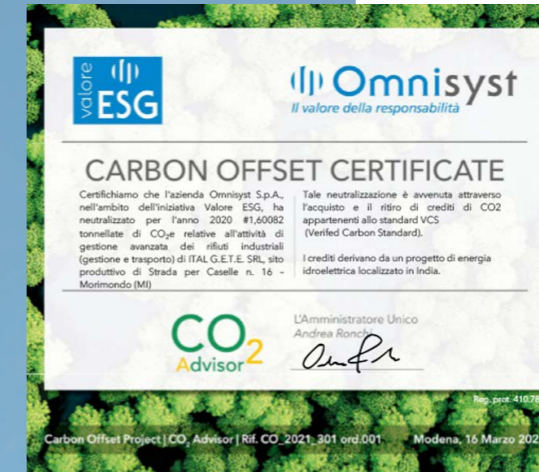 valore
ESG
Omnisyst
Il valore della responsabilità
CARBON OFFSET CERTIFICATE
Certifichiamo che l'azienda Omnisyst S.p.A.,
nell'ambito dell'iniziativa Valore ESG, ha
neutralizzato per l'anno 2020 #1,60082
tonnellate di CO₂e relative all'attività di
gestione avanzata dei rifiuti industriali
(gestione e trasporto) di ITAL G.E.T.E. SRL, sito
produttivo di Strada per Caselle n. 16 –
Morimondo (MI)
Tale neutralizzazione è avvenuta attraverso
l'acquisto e il ritiro di crediti di CO2
appartenenti allo standard VCS
(Verifed Carbon Standard).
I crediti derivano da un progetto di energia
idroelettrica localizzato in India.
CO2
Advisor
L'Amministratore Unico
Andrea Ronchi
Reg. prot. 410.78
Carbon Offset Project | CO₂ Advisor | Rif. CO_2021_301 ord.001 Modena, 16 Marzo 202